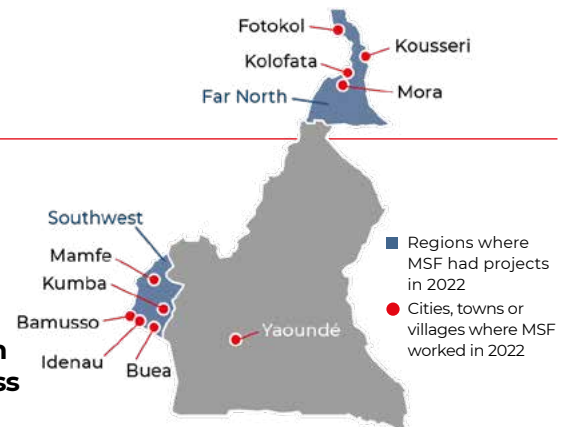 Fotokol
Kousseri
Kolofata
Mora
Far North
Southwest
Mamfe
Kumba
Bamusso
Idenau
Buea
Yaoundé
Regions where
MSF had projects
in 2022
Cities, towns or
villages where MSF
worked in 2022